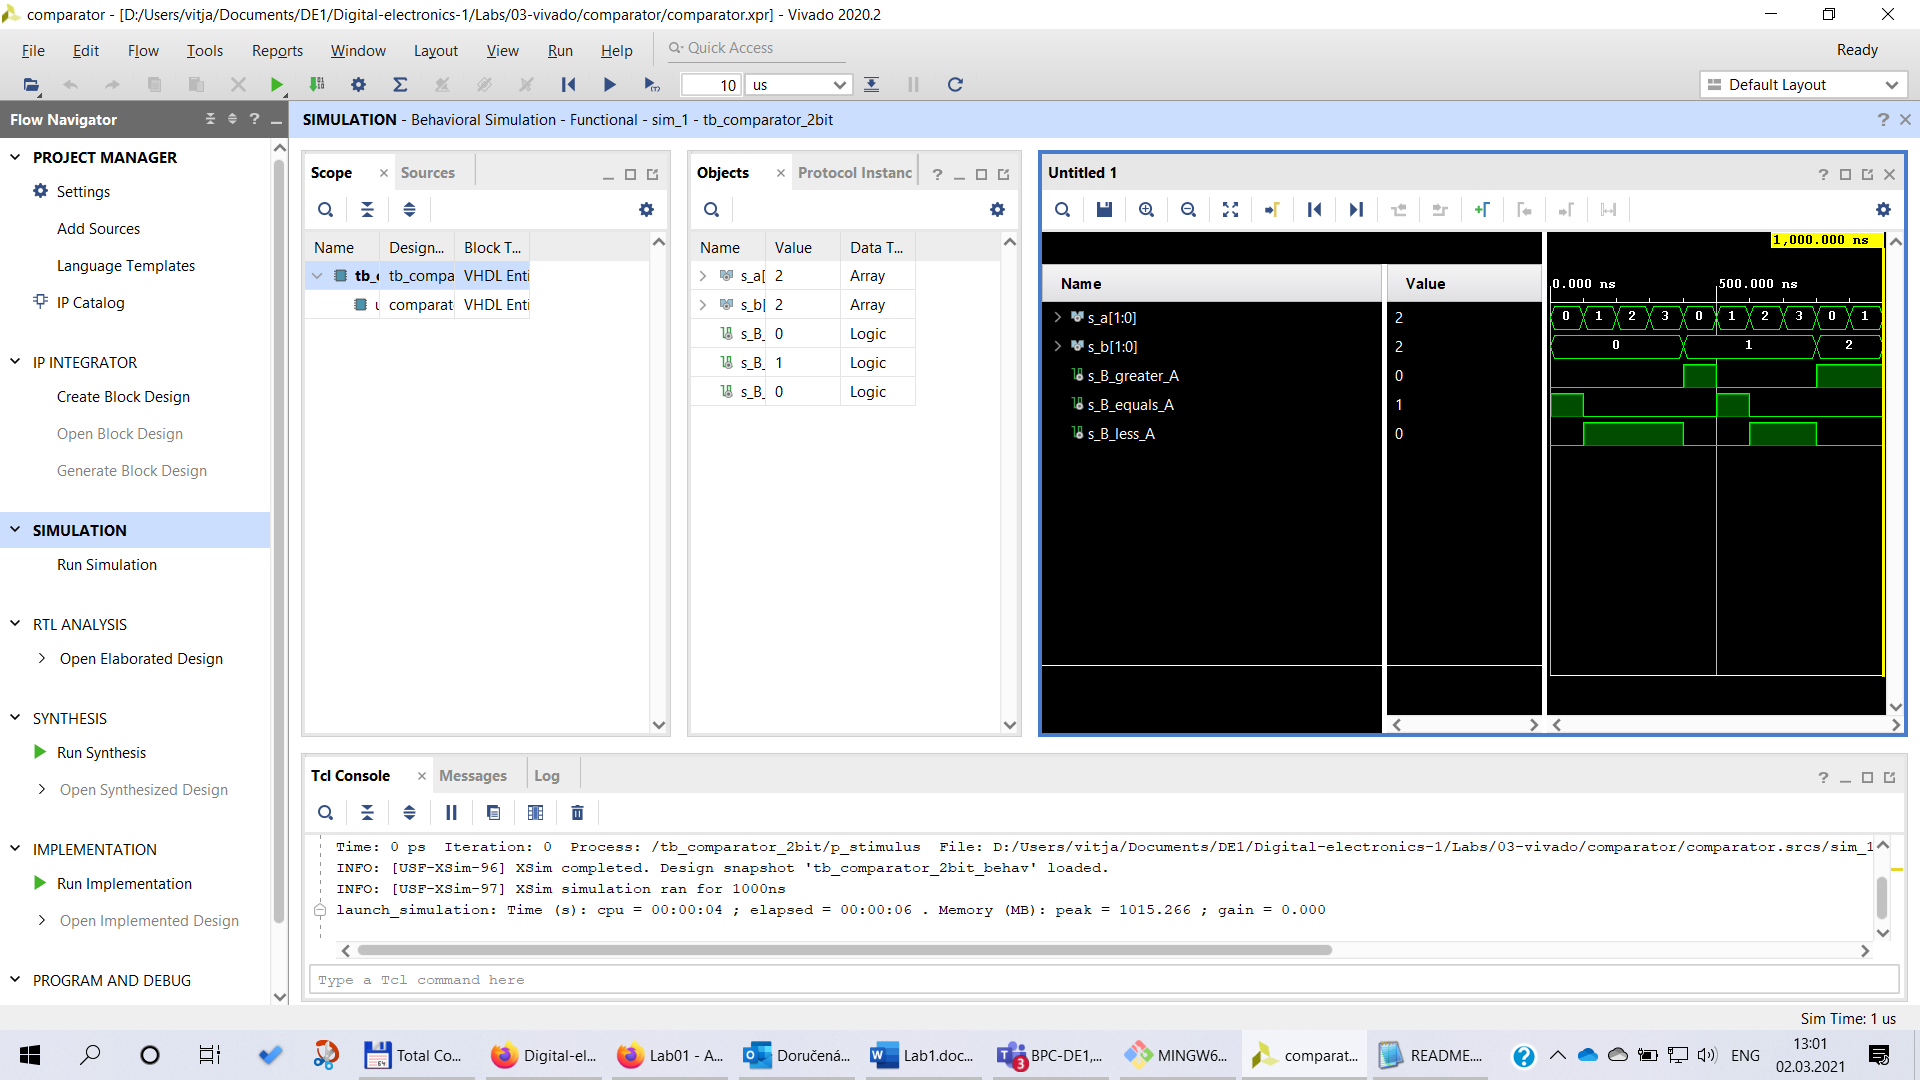 comparator - [D:/Users/vitja/Documents/DE1/Digital-electronics-1/Labs/03-vivado/comparator/comparator.xpr] - Vivado 2020.2
File Edit Flow Tools Reports Window Layout View Run Help Quick Access Ready
10 us Default Layout
Flow Navigator
SIMULATION - Behavioral Simulation - Functional - sim_1 - tb_comparator_2bit
PROJECT MANAGER
Settings
Add Sources
Language Templates
IP Catalog
IP INTEGRATOR
Create Block Design
Open Block Design
Generate Block Design
SIMULATION
Run Simulation
RTL ANALYSIS
Open Elaborated Design
SYNTHESIS
Run Synthesis
Open Synthesized Design
IMPLEMENTATION
Run Implementation
Open Implemented Design
PROGRAM AND DEBUG
Scope Sources
Name Design... Block T...
tb_c tb_compa VHDL Enti
u comparat VHDL Enti
Objects Protocol Instanc
Name Value Data T...
s_a[ 2 Array
s_b[ 2 Array
s_B_ 0 Logic
s_B_ 1 Logic
s_B_ 0 Logic
Untitled 1
1,000.000 ns
Name Value 0.000 ns 500.000 ns
s_a[1:0] 2 0 1 2 3 0 1 2 3 0 1
s_b[1:0] 2 0 1 2
s_B_greater_A 0
s_B_equals_A 1
s_B_less_A 0
Tcl Console Messages Log
Time: 0 ps Iteration: 0 Process: /tb_comparator_2bit/p_stimulus File: D:/Users/vitja/Documents/DE1/Digital-electronics-1/Labs/03-vivado/comparator/comparator.srcs/sim_1
INFO: [USF-XSim-96] XSim completed. Design snapshot 'tb_comparator_2bit_behav' loaded.
INFO: [USF-XSim-97] XSim simulation ran for 1000ns
launch_simulation: Time (s): cpu = 00:00:04 ; elapsed = 00:00:06 . Memory (MB): peak = 1015.266 ; gain = 0.000
Type a Tcl command here
Sim Time: 1 us
Total Co... Digital-el... Lab01 - A... Doručená... Lab1.doc... BPC-DE1,... 3 MINGW6... comparat... README.... ENG 13:01
02.03.2021